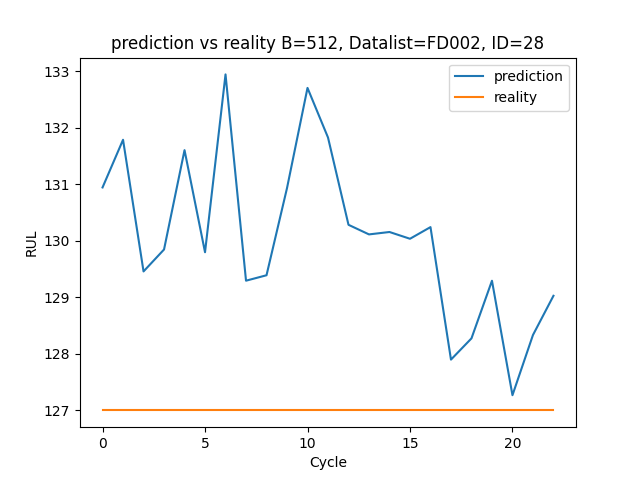 prediction vs reality B=512, Datalist=FD002, ID=28
prediction
reality
133
132
131
130
129
128
127
RUL
0 5 10 15 20
Cycle